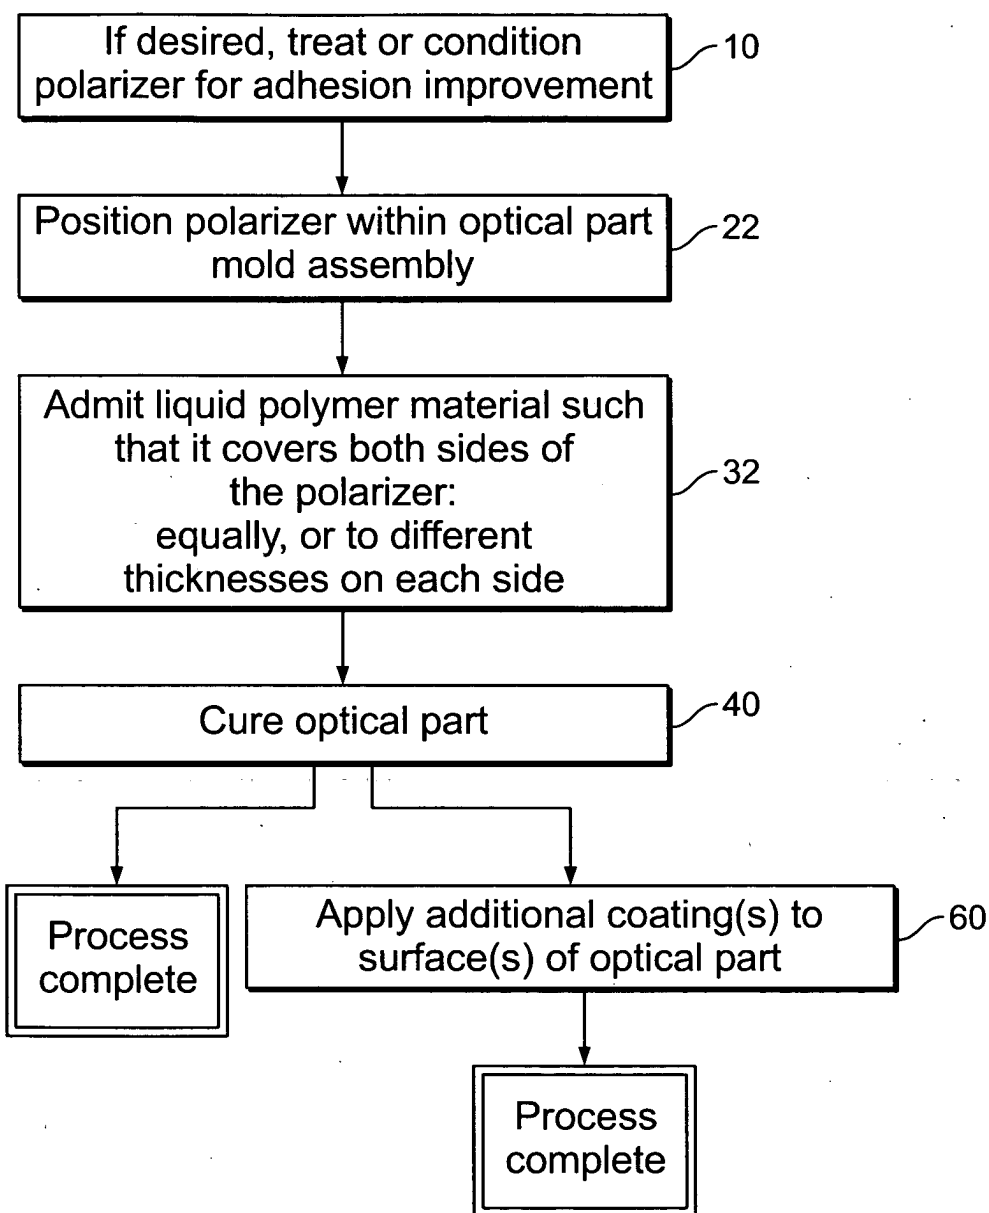 If desired, treat or condition
polarizer for adhesion improvement
10
Position polarizer within optical part
mold assembly
22
Admit liquid polymer material such
that it covers both sides of
the polarizer:
equally, or to different
thicknesses on each side
32
Cure optical part
40
Process
complete
Apply additional coating(s) to
surface(s) of optical part
60
Process
complete